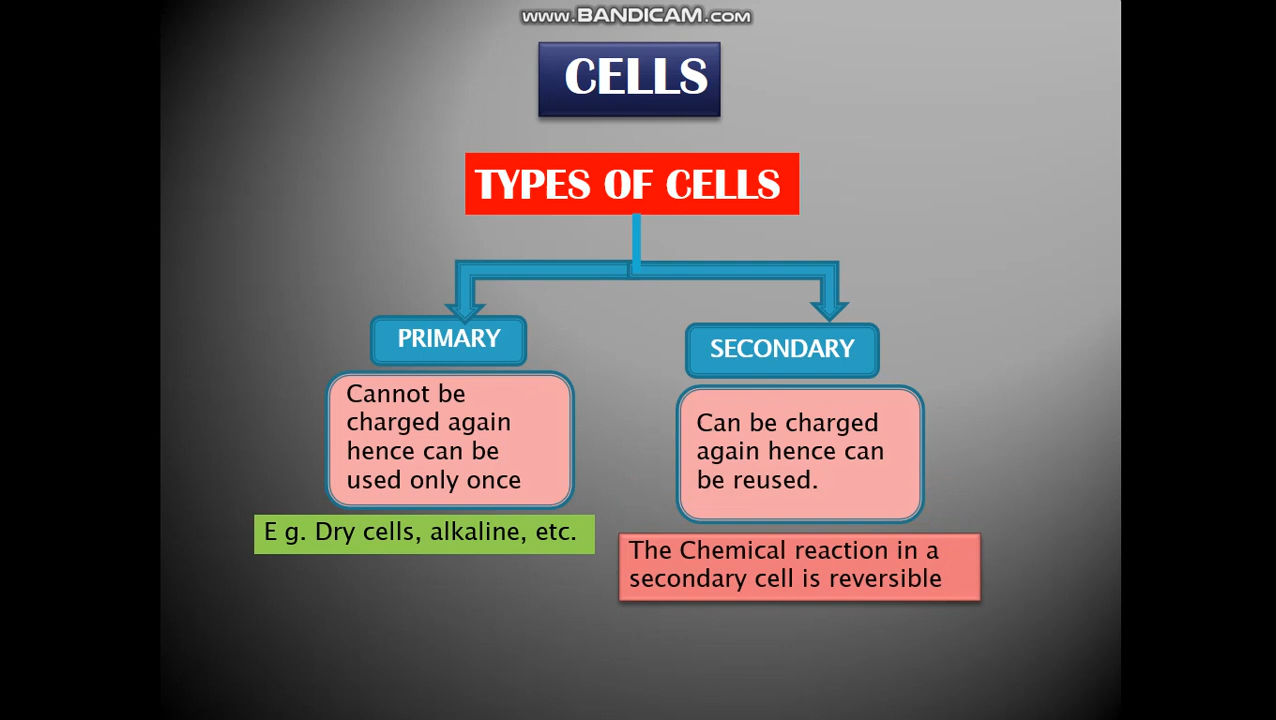 www.BANDICAM.com
CELLS
TYPES OF CELLS
PRIMARY
Cannot be
charged again
hence can be
used only once
E g. Dry cells, alkaline, etc.
SECONDARY
Can be charged
again hence can
be reused.
The Chemical reaction in a
secondary cell is reversible